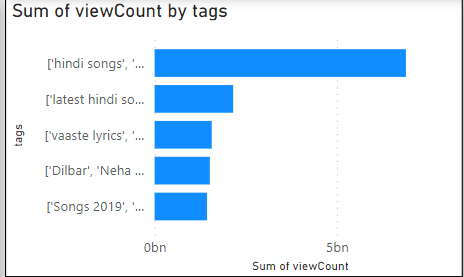 Sum of viewCount by tags
tags
['hindi songs', '...
['latest hindi so...
['vaaste lyrics', '...
['Dilbar', 'Neha ...
['Songs 2019', '...
0bn 5bn
Sum of viewCount